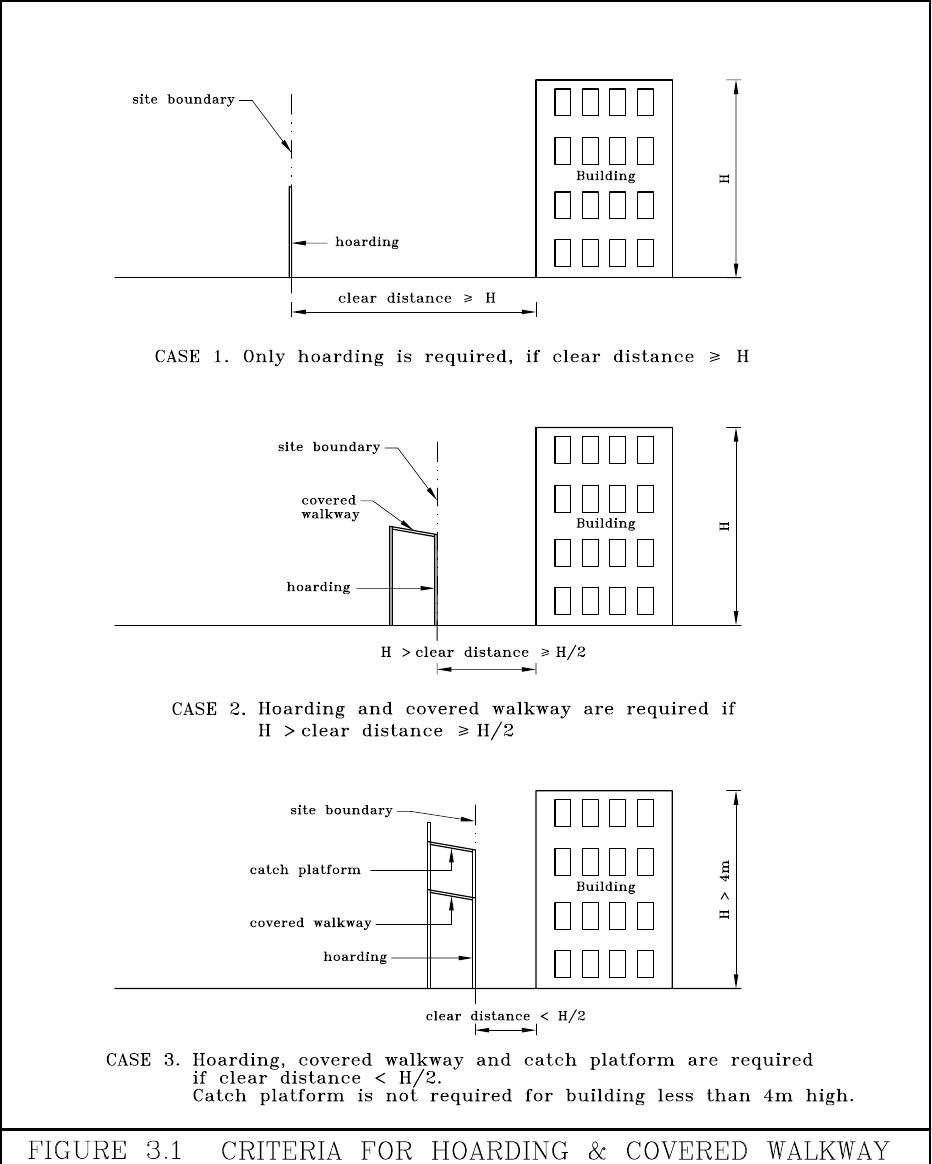 site boundary
Building
H
hoarding
clear distance ⩾ H
CASE 1. Only hoarding is required, if clear distance ⩾ H
site boundary
covered
walkway
Building
H
hoarding
H > clear distance ⩾ H/2
CASE 2. Hoarding and covered walkway are required if
H > clear distance ⩾ H/2
site boundary
catch platform
Building
H > 4m
covered walkway
hoarding
clear distance < H/2
CASE 3. Hoarding, covered walkway and catch platform are required
if clear distance < H/2.
Catch platform is not required for building less than 4m high.
FIGURE 3.1 CRITERIA FOR HOARDING & COVERED WALKWAY